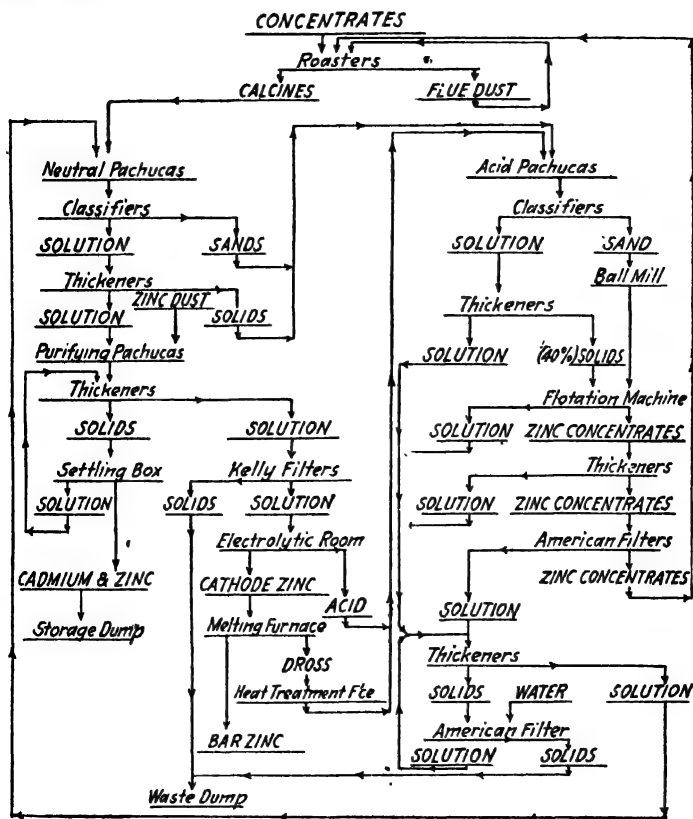 CONCENTRATES
Roasters
CALCINES
FLUE DUST
Neutral Pachucas
Acid Pachucas
Classifiers
Classifiers
SOLUTION
SANDS
SOLUTION
SAND
Ball Mill
Thickeners
ZINC DUST
Thickeners
SOLUTION
SOLIDS
Purifying Pachucas
SOLUTION
(40%) SOLIDS
Thickeners
Flotation Machine
SOLIDS
SOLUTION
SOLUTION
ZINC CONCENTRATES
Settling Box
Kelly Filters
Thickeners
SOLUTION
SOLIDS
SOLUTION
SOLUTION
ZINC CONCENTRATES
Electrolytic Room
American Filters
CADMIUM & ZINC
CATHODE ZINC
ZINC CONCENTRATES
ACID
SOLUTION
Storage Dump
Melting Furnace
Thickeners
DROSS
SOLIDS
WATER
SOLUTION
Heat Treatment F'ce
American Filter
BAR ZINC
SOLUTION
SOLIDS
Waste Dump